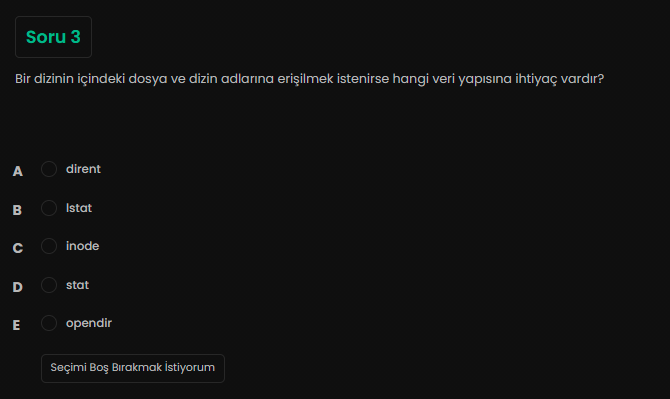 Soru 3
Bir dizinin içindeki dosya ve dizin adlarına erişilmek istenirse hangi veri yapısına ihtiyaç vardır?
A dirent
B lstat
C inode
D stat
E opendir
Seçimi Boş Bırakmak İstiyorum